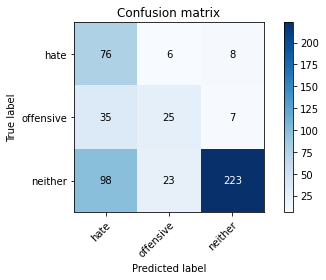 Confusion matrix
True label
hate
76
6
8
offensive
35
25
7
neither
98
23
223
hate
offensive
neither
Predicted label
200
175
150
125
100
75
50
25